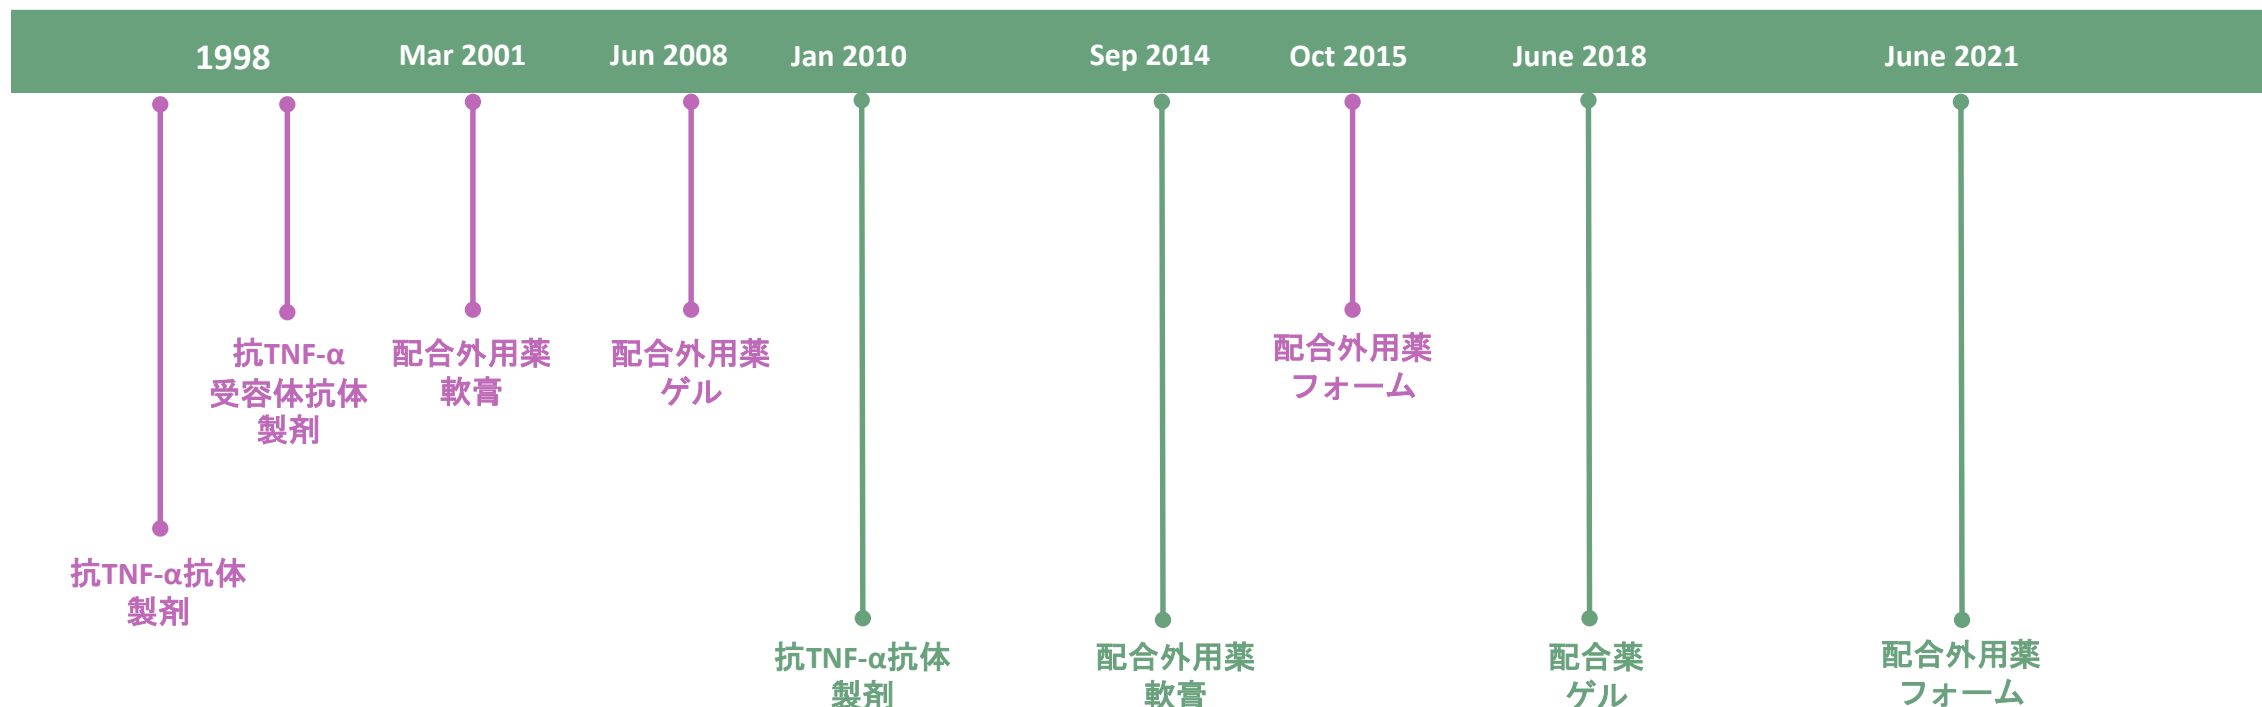 1998
Mar 2001
Jun 2008
Jan 2010
Sep 2014
Oct 2015
June 2018
June 2021
抗TNF-α
受容体抗体
製剤
配合外用薬
軟膏
配合外用薬
ゲル
配合外用薬
フォーム
抗TNF-α抗体
製剤
抗TNF-α抗体
製剤
配合外用薬
軟膏
配合薬
ゲル
配合外用薬
フォーム